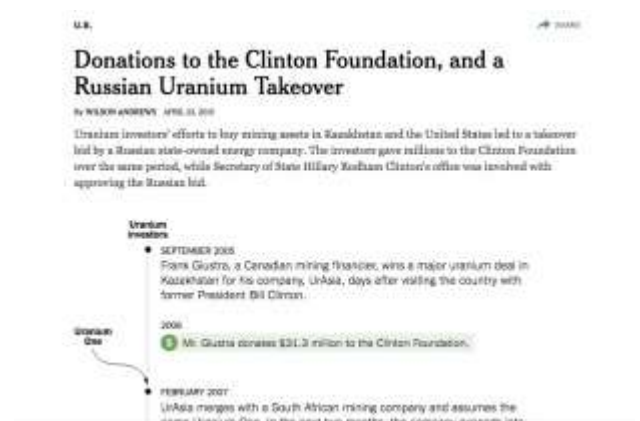 U.S.
SHARE
Donations to the Clinton Foundation, and a
Russian Uranium Takeover
By WILSON ANDREWS APRIL 2015
Uranium investors' efforts to buy mining assets in Kazakhstan and the United States led to a takeover
bid by a Russian state-owned energy company. The investors gave millions to the Clinton Foundation
over the same period, while Secretary of State Hillary Rodham Clinton's office was involved with
approving the Russian bid.
Uranium
investors
SEPTEMBER 2005
Frank Giustra, a Canadian mining financier, wins a major uranium deal in
Kazakhstan for his company, UrAsia, days after visiting the country with
former President Bill Clinton.
2006
$ Mr. Giustra donates $31.3 million to the Clinton Foundation.
Uranium
One
FEBRUARY 2007
UrAsia merges with a South African mining company and assumes the